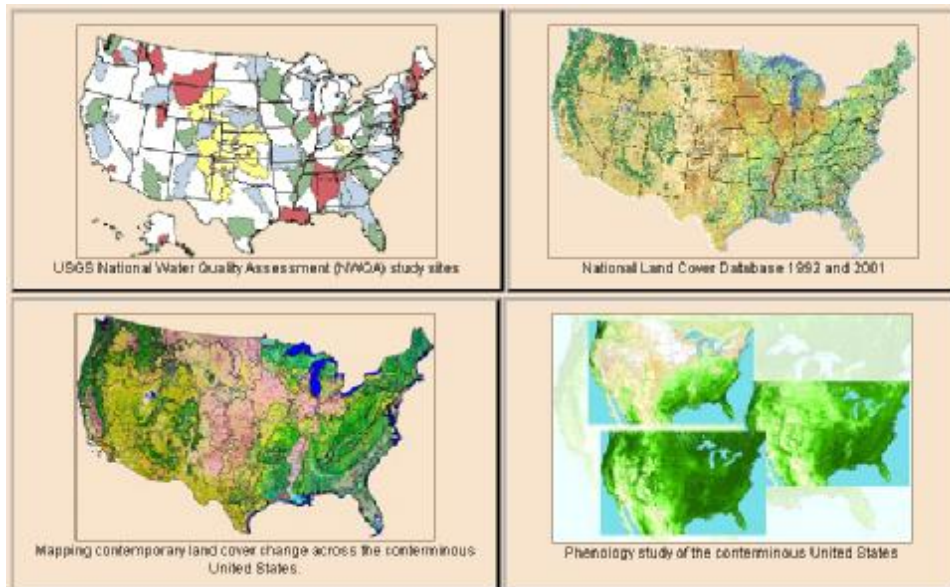 USGS National Water Quality Assessment (NWQA) study sites
National Land Cover Database 1992 and 2001
Mapping contemporary land cover change across the conterminous
United States.
Phenology study of the conterminous United States